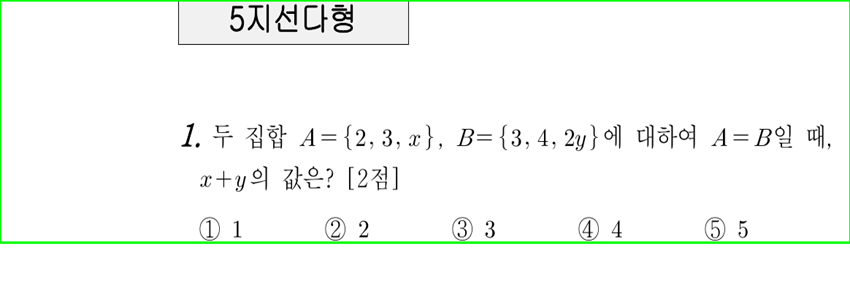 5지선다형
1. 두 집합 A={2, 3, x}, B={3, 4, 2y}에 대하여 A=B일 때,
x+y의 값은? [2점]
① 1 ② 2 ③ 3 ④ 4 ⑤ 5